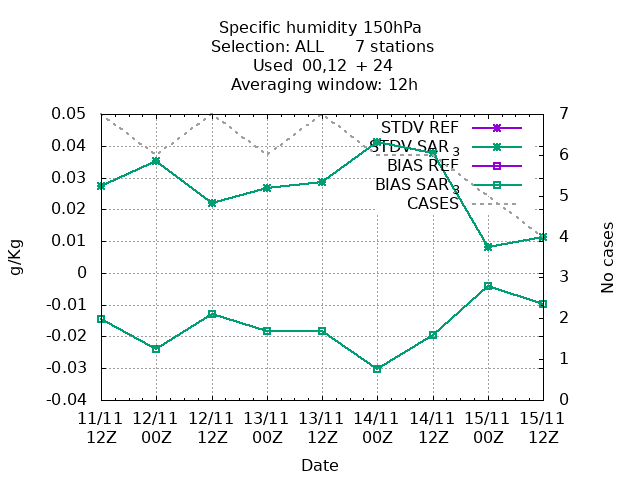 Specific humidity 150hPa
Selection: ALL 7 stations
Used 00,12 + 24
Averaging window: 12h
0.05
0.04
0.03
0.02
0.01
0
-0.01
-0.02
-0.03
-0.04
g/Kg
7
6
5
4
3
2
1
0
No cases
STDV REF
STDV SAR 3
BIAS REF
BIAS SAR 3
CASES
11/11 12/11 12/11 13/11 13/11 14/11 14/11 15/11 15/11
12Z 00Z 12Z 00Z 12Z 00Z 12Z 00Z 12Z
Date